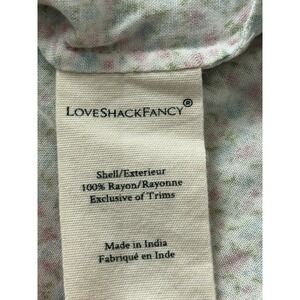 LoveShackFancy®
Shell/Exterieur
100% Rayon/Rayonne
Exclusive of Trims
Made in India
Fabriqué en Inde